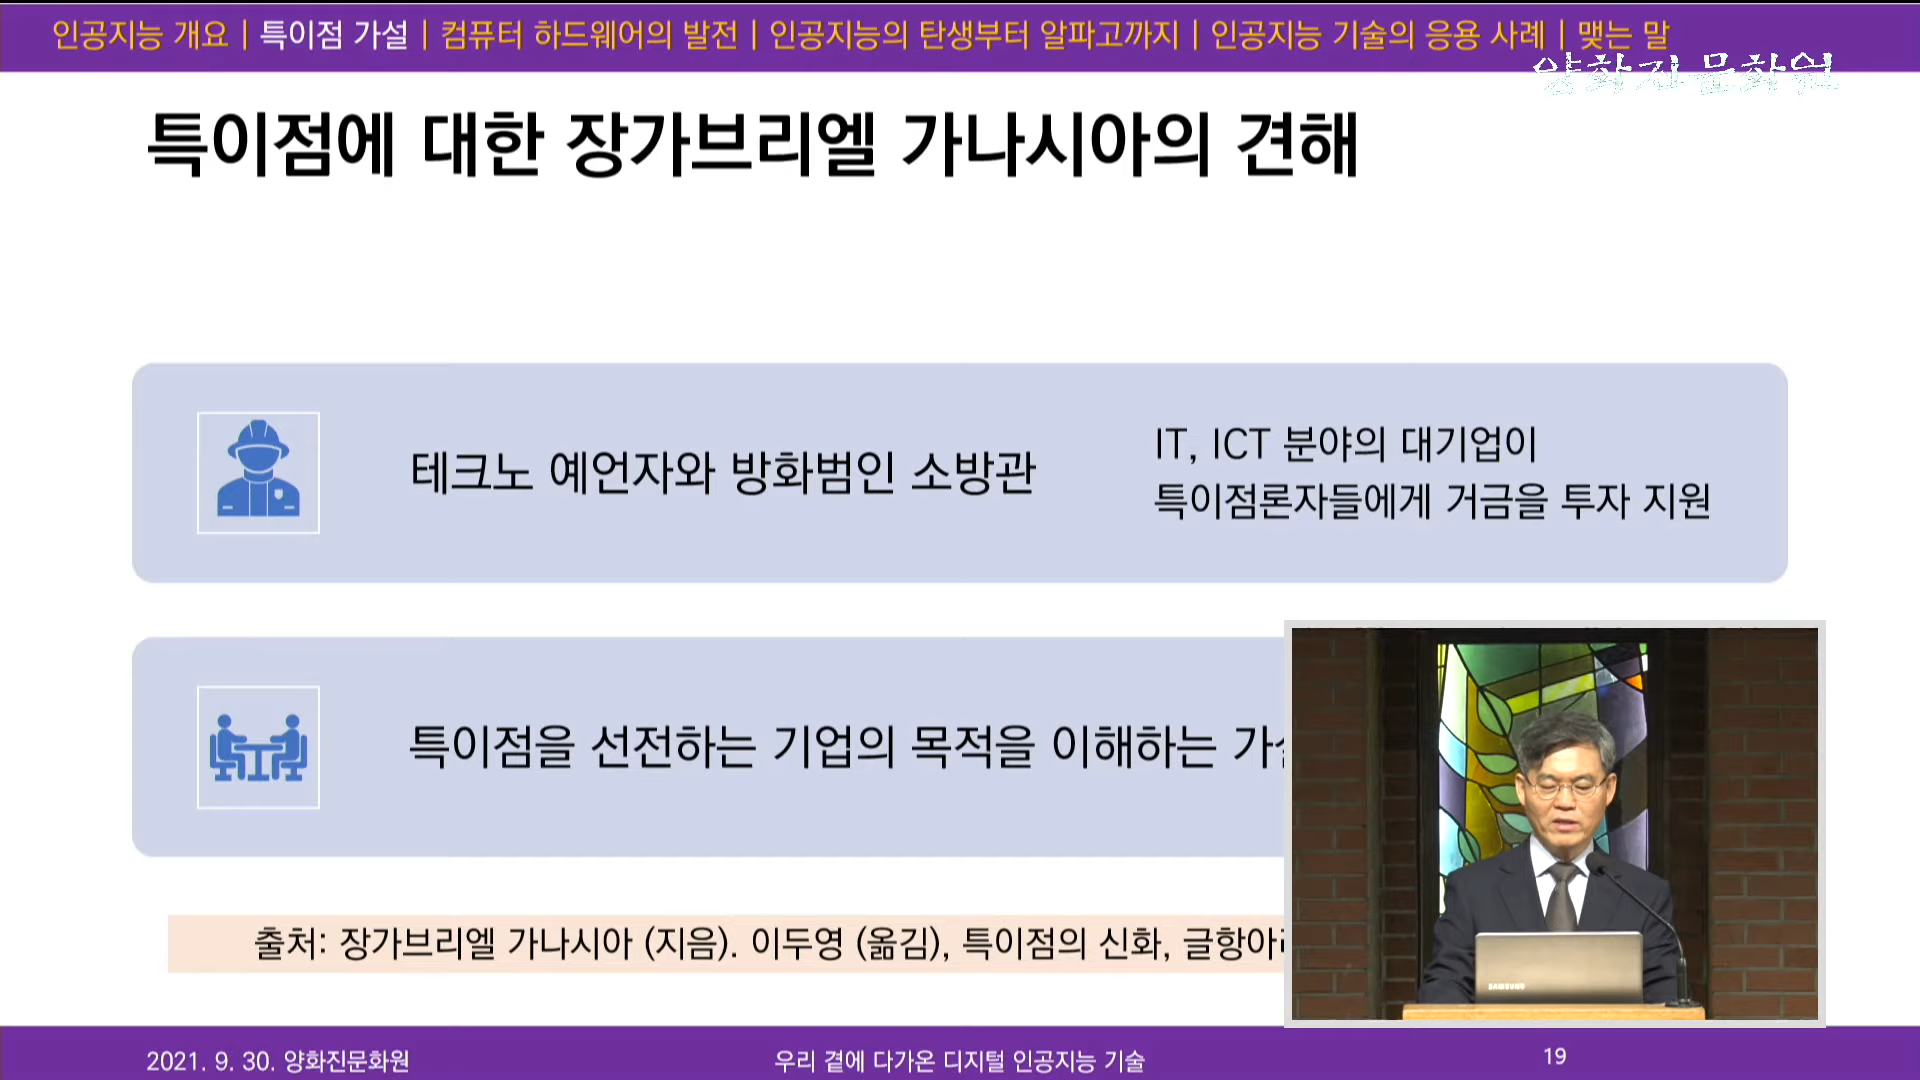 인공지능 개요 | 특이점 가설 | 컴퓨터 하드웨어의 발전 | 인공지능의 탄생부터 알파고까지 | 인공지능 기술의 응용 사례 | 맺는 말
양화진문화원
특이점에 대한 장가브리엘 가나시아의 견해
테크노 예언자와 방화범인 소방관
IT, ICT 분야의 대기업이
특이점론자들에게 거금을 투자 지원
특이점을 선전하는 기업의 목적을 이해하는
출처: 장가브리엘 가나시아 (지음). 이두영 (옮김), 특이점의 신화,
SAMSUNG
2021. 9. 30. 양화진문화원
우리 곁에 다가온 디지털 인공지능 기술
19